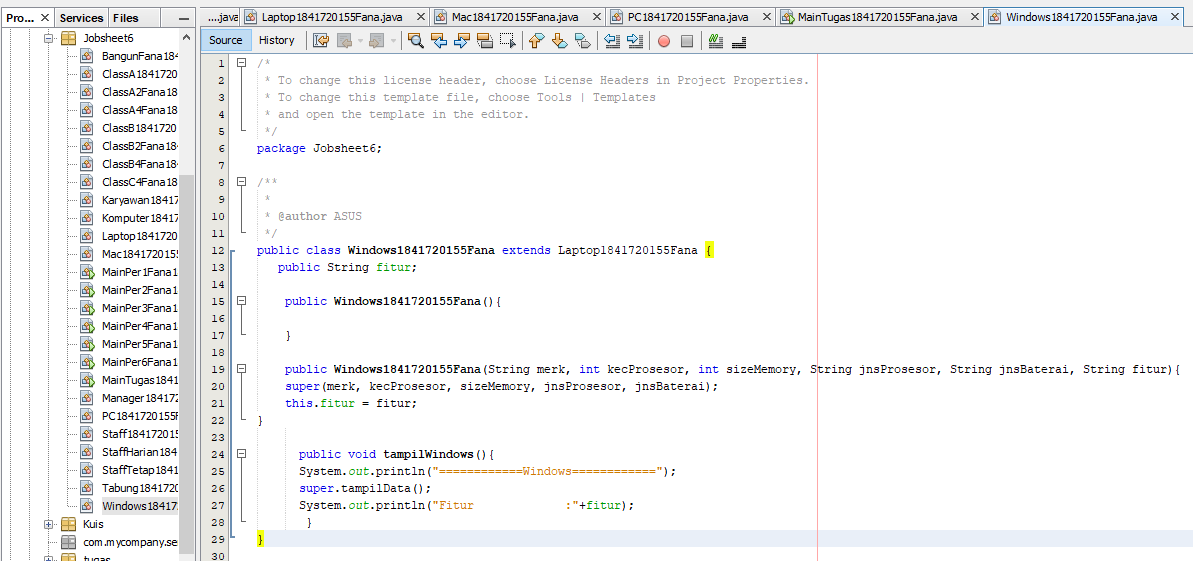 Pro... × Services Files
....java Laptop1841720155Fana.java Mac1841720155Fana.java PC1841720155Fana.java MainTugas1841720155Fana.java Windows1841720155Fana.java
Source History
Jobsheet6
BangunFana184
ClassA1841720
ClassA2Fana18
ClassA4Fana18
ClassB1841720
ClassB2Fana18
ClassB4Fana18
ClassC4Fana18
Karyawan18417
Komputer18417
Laptop1841720
Mac184172015
MainPer1Fana1
MainPer2Fana1
MainPer3Fana1
MainPer4Fana1
MainPer5Fana1
MainPer6Fana1
MainTugas1841
Manager184172
PC1841720155F
Staff18417201
StaffHarian184
StaffTetap1841
Tabung1841720
Windows18417
Kuis
com.mycompany.se
tugas
1 /*
2 * To change this license header, choose License Headers in Project Properties.
3 * To change this template file, choose Tools | Templates
4 * and open the template in the editor.
5 */
6 package Jobsheet6;
7
8 /**
9 *
10 * @author ASUS
11 */
12 public class Windows1841720155Fana extends Laptop1841720155Fana {
13 public String fitur;
14
15 public Windows1841720155Fana(){
16
17 }
18
19 public Windows1841720155Fana(String merk, int kecProsesor, int sizeMemory, String jnsProsesor, String jnsBaterai, String fitur){
20 super(merk, kecProsesor, sizeMemory, jnsProsesor, jnsBaterai);
21 this.fitur = fitur;
22 }
23
24 public void tampilWindows(){
25 System.out.println("============Windows============");
26 super.tampilData();
27 System.out.println("Fitur             :"+fitur);
28 }
29 }
30